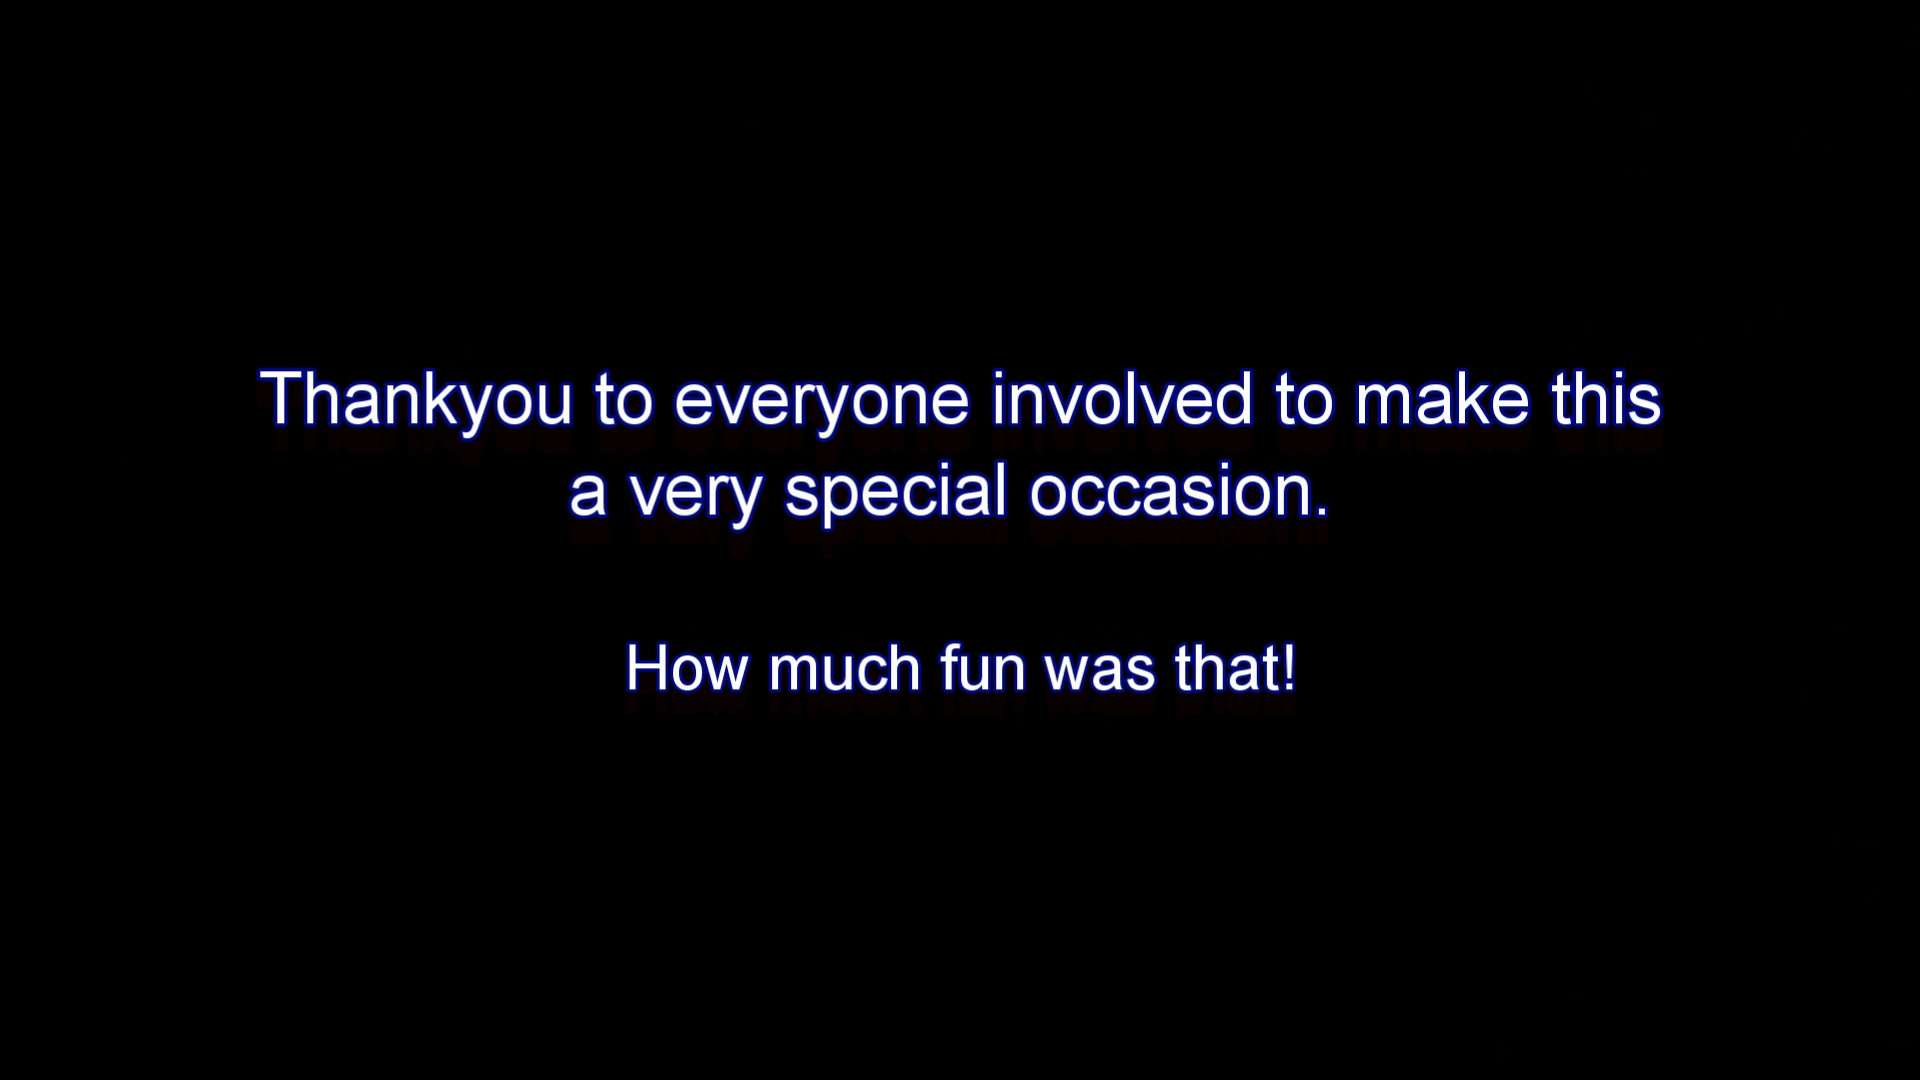 Thankyou to everyone involved to make this
a very special occasion.
How much fun was that!